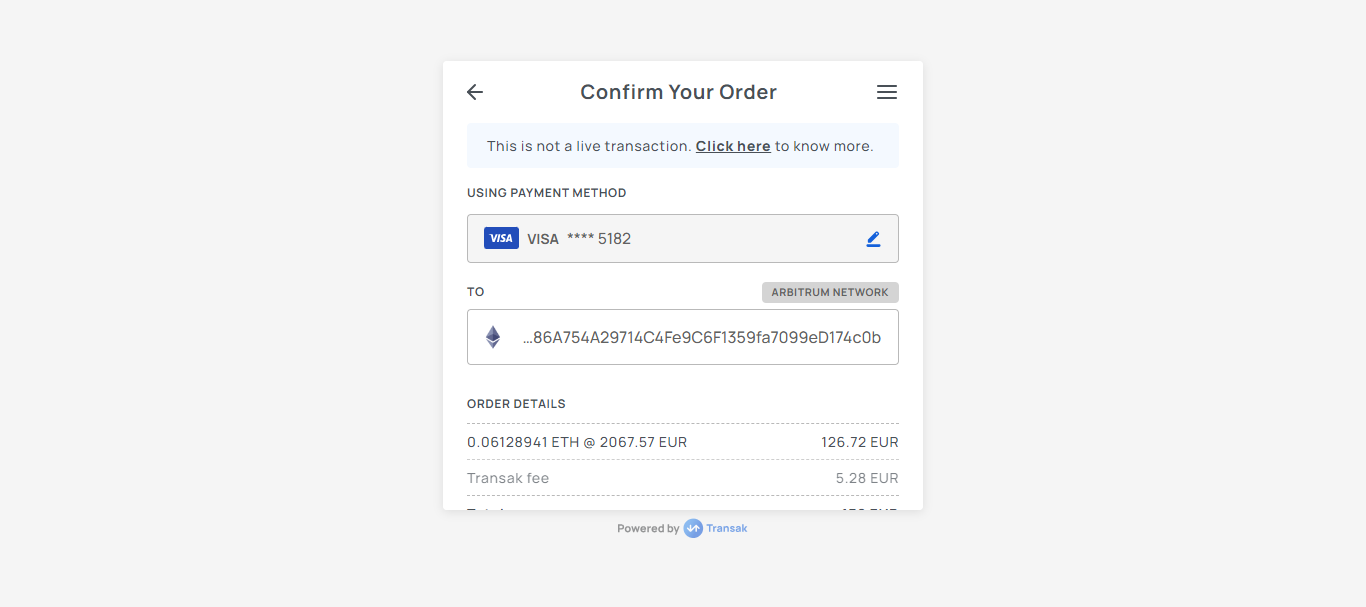 Confirm Your Order
This is not a live transaction. Click here to know more.
USING PAYMENT METHOD
VISA VISA **** 5182
TO ARBITRUM NETWORK
...86A754A29714C4Fe9C6F1359fa7099eD174c0b
ORDER DETAILS
0.06128941 ETH @ 2067.57 EUR 126.72 EUR
Transak fee 5.28 EUR
Powered by Transak